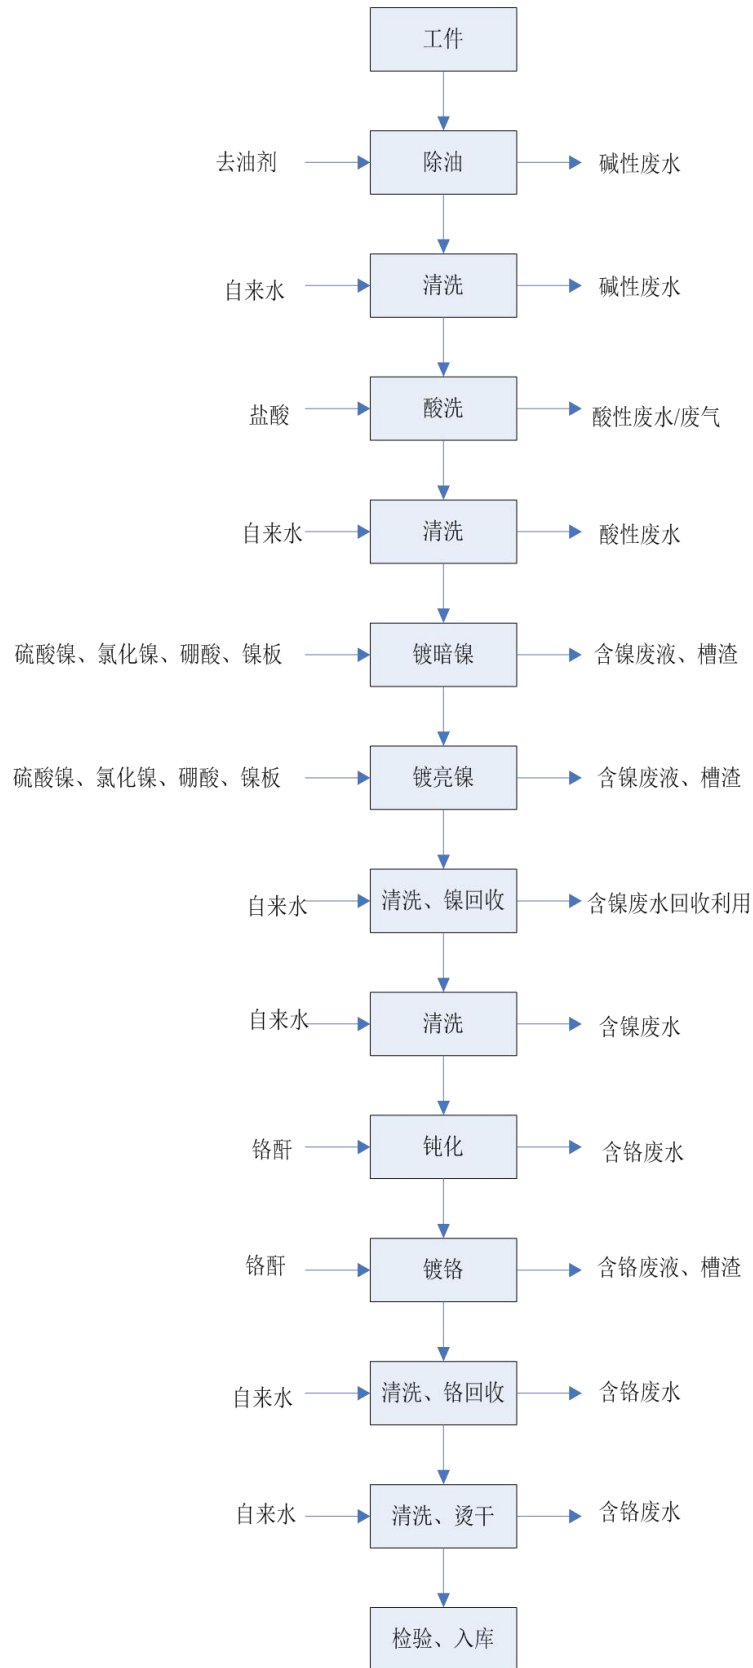 工件
去油剂 除油 碱性废水
自来水 清洗 碱性废水
盐酸 酸洗 酸性废水/废气
自来水 清洗 酸性废水
硫酸镍、氯化镍、硼酸、镍板 镀暗镍 含镍废液、槽渣
硫酸镍、氯化镍、硼酸、镍板 镀亮镍 含镍废液、槽渣
自来水 清洗、镍回收 含镍废水回收利用
自来水 清洗 含镍废水
铬酐 钝化 含铬废水
铬酐 镀铬 含铬废液、槽渣
自来水 清洗、铬回收 含铬废水
自来水 清洗、烫干 含铬废水
检验、入库